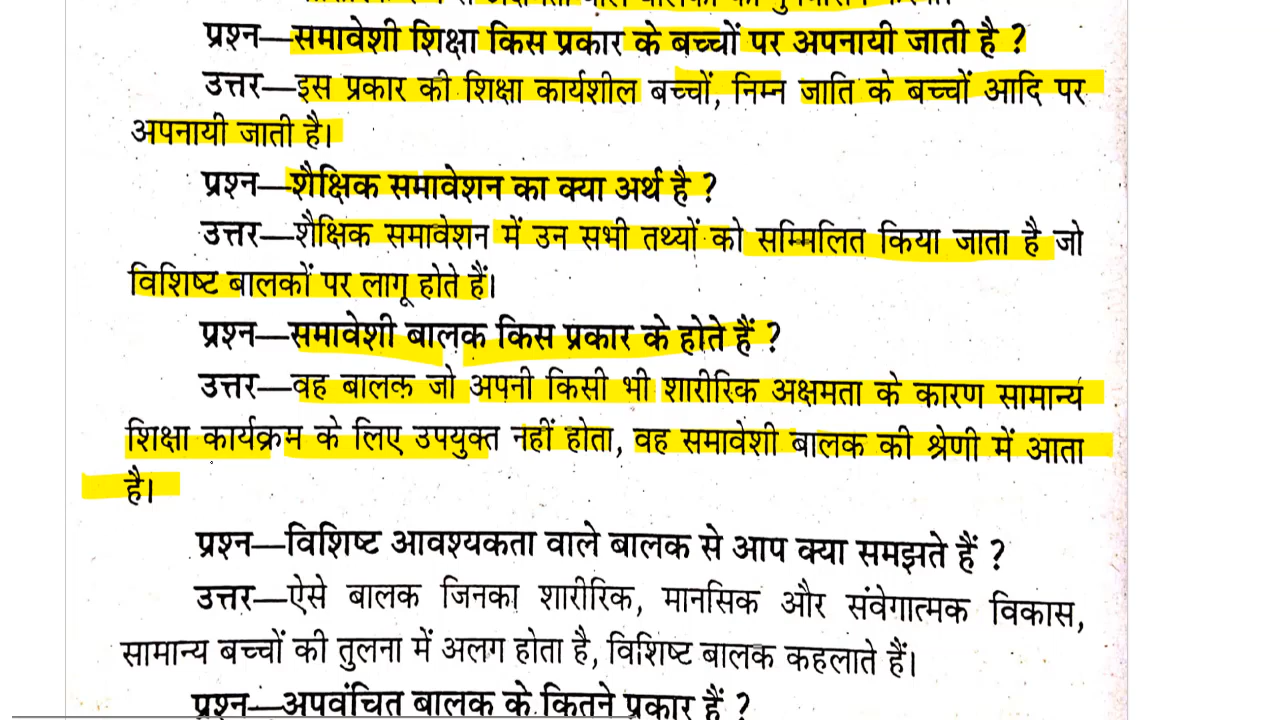 प्रश्न—समावेशी शिक्षा किस प्रकार के बच्चों पर अपनायी जाती है ?
उत्तर—इस प्रकार की शिक्षा कार्यशील बच्चों, निम्न जाति के बच्चों आदि पर
अपनायी जाती है।
प्रश्न—शैक्षिक समावेशन का क्या अर्थ है ?
उत्तर—शैक्षिक समावेशन में उन सभी तथ्यों को सम्मिलित किया जाता है जो
विशिष्ट बालकों पर लागू होते हैं।
प्रश्न—समावेशी बालक किस प्रकार के होते हैं ?
उत्तर—वह बालक जो अपनी किसी भी शारीरिक अक्षमता के कारण सामान्य
शिक्षा कार्यक्रम के लिए उपयुक्त नहीं होता, वह समावेशी बालक की श्रेणी में आता
है।
प्रश्न—विशिष्ट आवश्यकता वाले बालक से आप क्या समझते हैं ?
उत्तर—ऐसे बालक जिनका शारीरिक, मानसिक और संवेगात्मक विकास,
सामान्य बच्चों की तुलना में अलग होता है, विशिष्ट बालक कहलाते हैं।
प्रश्न—अपवंचित बालक के कितने प्रकार हैं ?